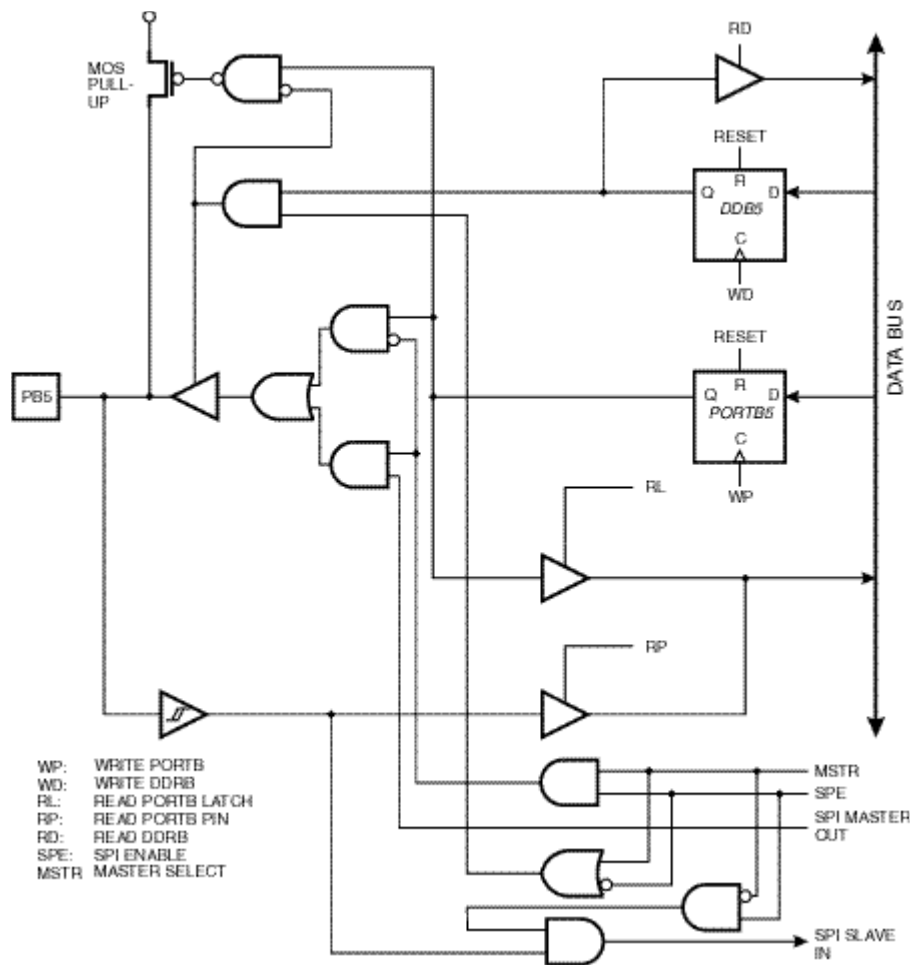 RD
MOS
PULL-
UP
RESET
R
Q
D
DDB5
C
WD
RESET
PB5
R
Q
D
PORTB5
C
WP
DATA BUS
RL
RP
WP: WRITE PORTB
WD: WRITE DDRB
RL: READ PORTB LATCH
RP: READ PORTB PIN
RD: READ DDRB
SPE: SPI ENABLE
MSTR MASTER SELECT
MSTR
SPE
SPI MASTER
OUT
SPI SLAVE
IN